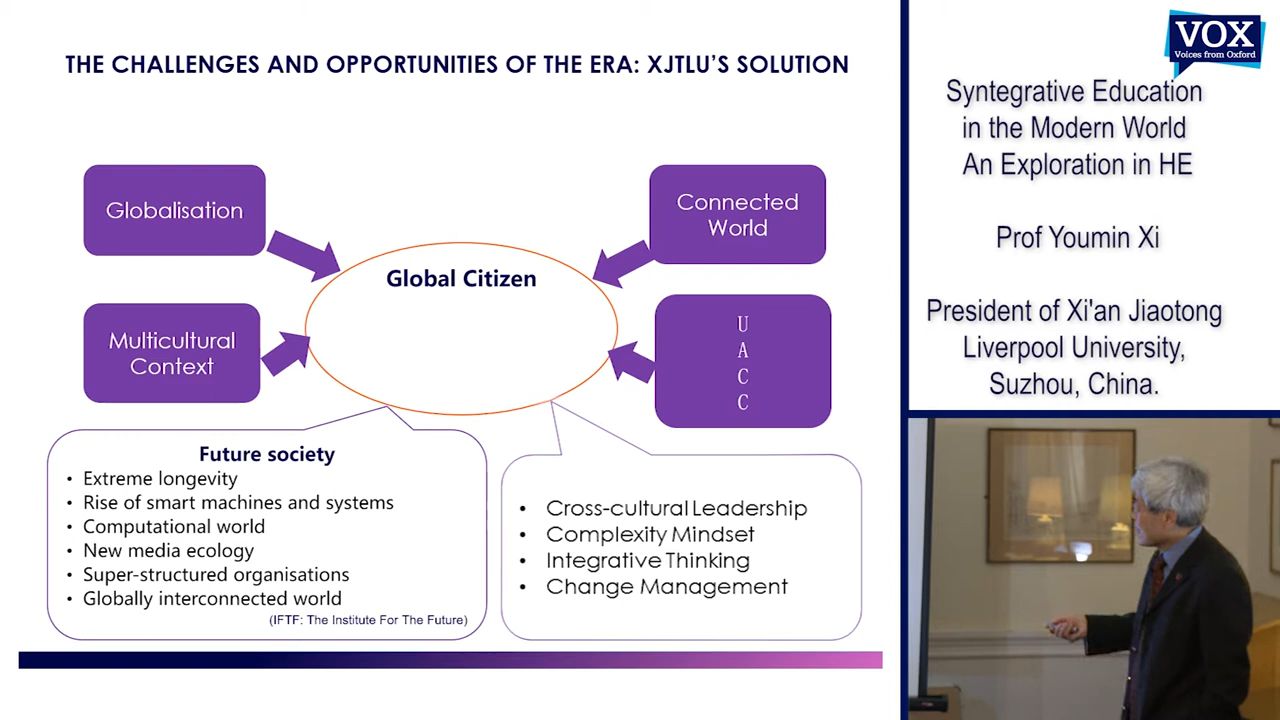 THE CHALLENGES AND OPPORTUNITIES OF THE ERA: XJTLU'S SOLUTION
Globalisation
Connected
World
Global Citizen
Multicultural
Context
U
A
C
C
Future society
• Extreme longevity
• Rise of smart machines and systems
• Computational world
• New media ecology
• Super-structured organisations
• Globally interconnected world
(IFTF: The Institute For The Future)
• Cross-cultural Leadership
• Complexity Mindset
• Integrative Thinking
• Change Management
VOX
Voices from Oxford
Syntegrative Education
in the Modern World
An Exploration in HE
Prof Youmin Xi
President of Xi'an Jiaotong
Liverpool University,
Suzhou, China.